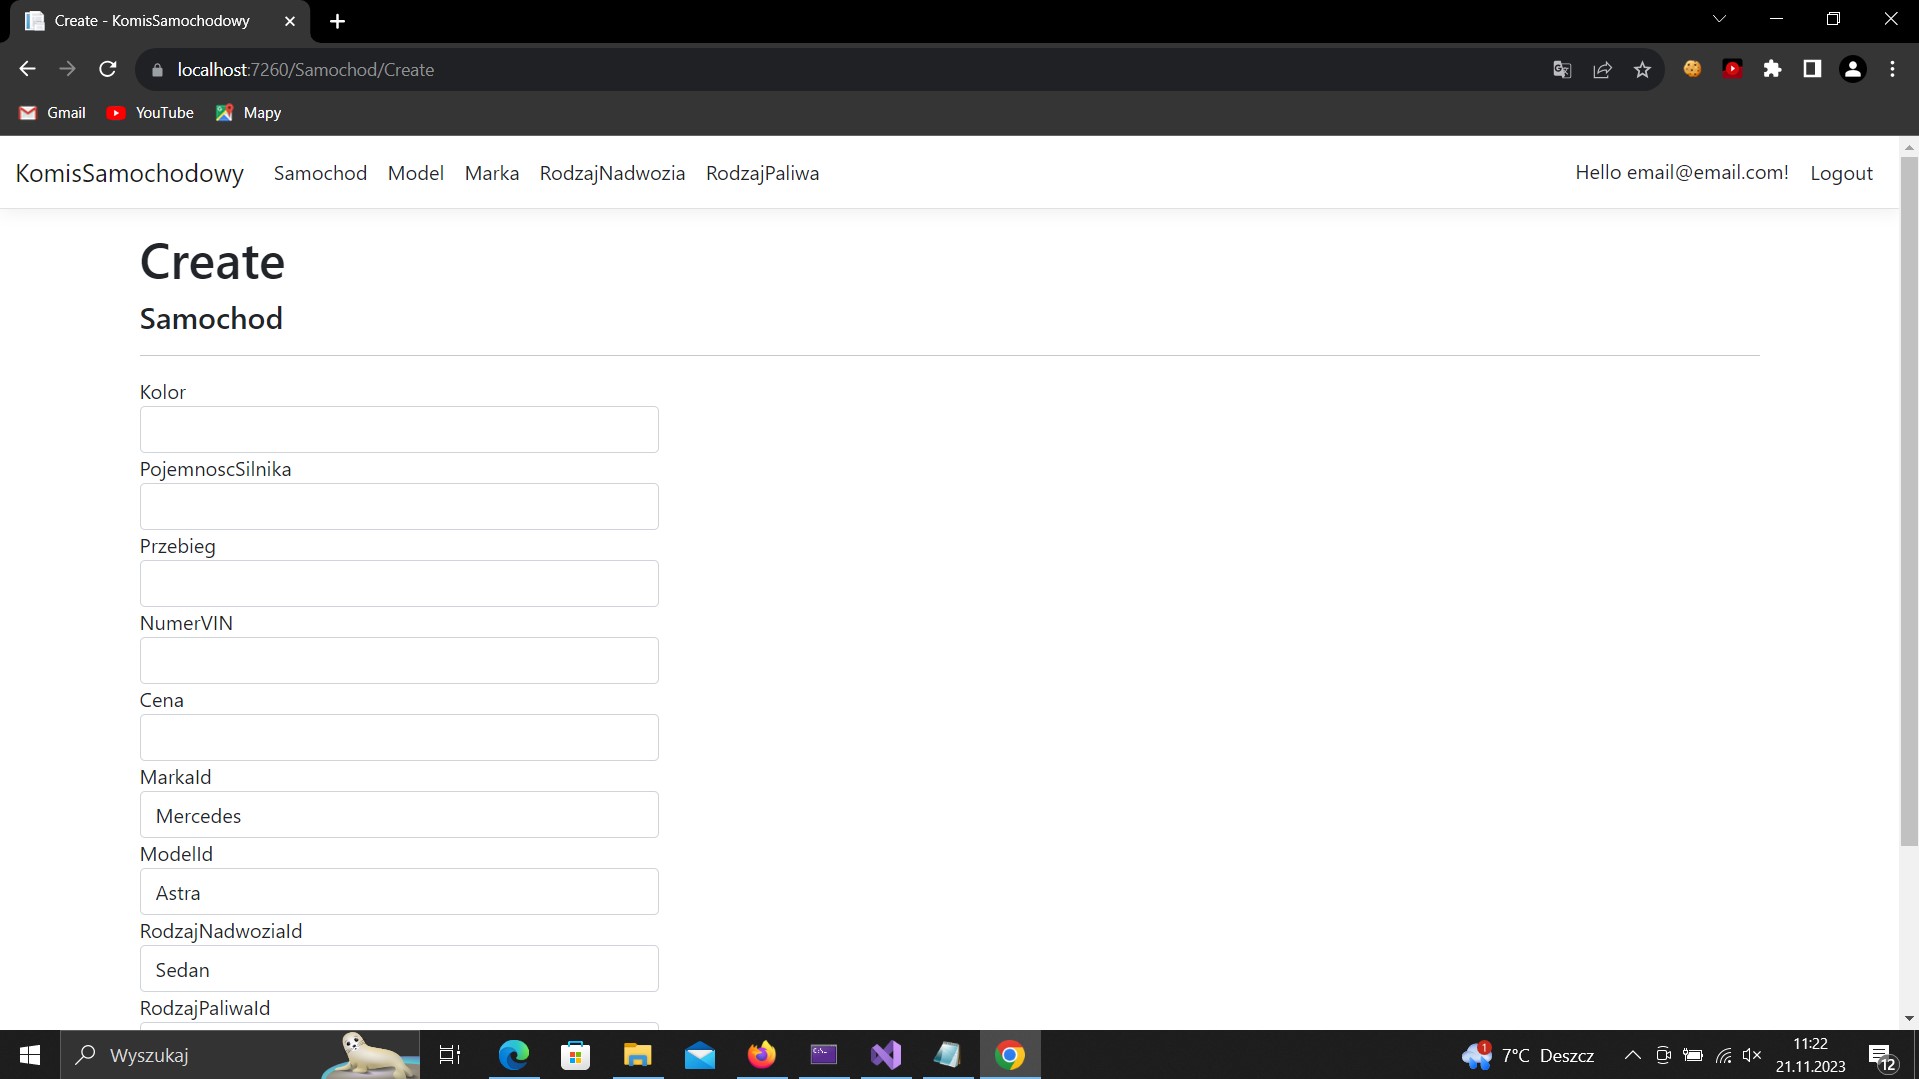 Create - KomisSamochodowy
localhost:7260/Samochod/Create
Gmail YouTube Mapy
KomisSamochodowy Samochod Model Marka RodzajNadwozia RodzajPaliwa Hello email@email.com! Logout
Create
Samochod
Kolor
PojemnoscSilnika
Przebieg
NumerVIN
Cena
MarkaId
Mercedes
ModelId
Astra
RodzajNadwoziaId
Sedan
RodzajPaliwaId
Wyszukaj
1
7°C Deszcz
11:22
21.11.2023
12